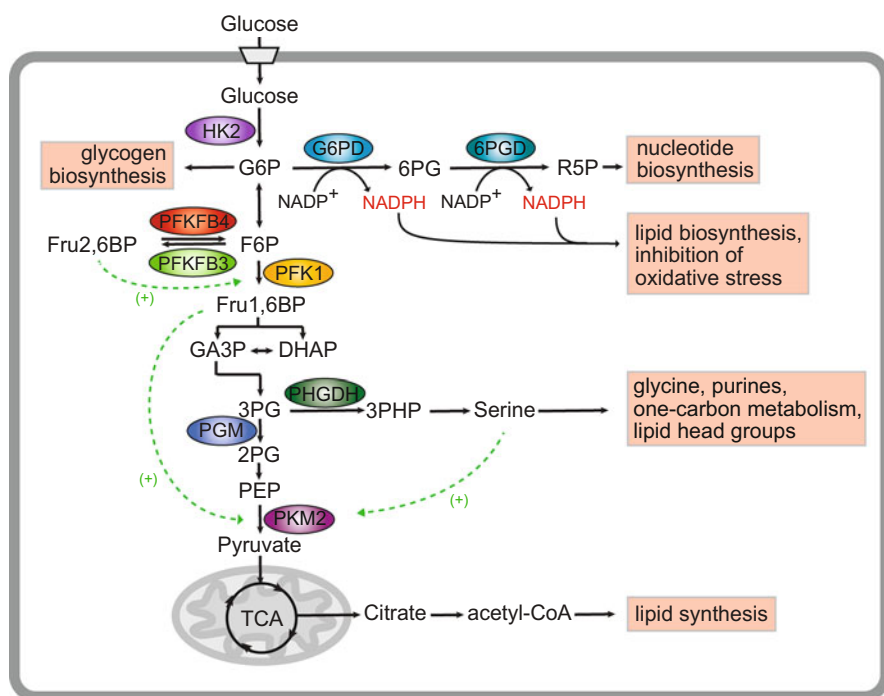 Glucose
Glucose
HK2
G6PD
6PGD
glycogen
biosynthesis
G6P
6PG
R5P
nucleotide
biosynthesis
NADP+
NADPH
NADP+
NADPH
PFKFB4
Fru2,6BP
F6P
PFKFB3
lipid biosynthesis,
inhibition of
oxidative stress
PFK1
(+)
Fru1,6BP
GA3P
DHAP
PHGDH
3PG
3PHP
Serine
glycine, purines,
one-carbon metabolism,
lipid head groups
PGM
2PG
(+)
(+)
PEP
PKM2
Pyruvate
TCA
Citrate
acetyl-CoA
lipid synthesis